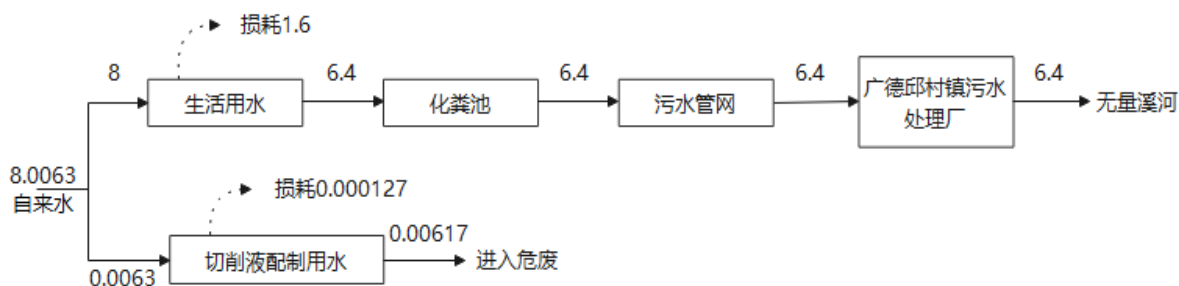 损耗1.6
8
6.4
6.4
6.4
6.4
生活用水
化粪池
污水管网
广德邱村镇污水
处理厂
无量溪河
8.0063
自来水
损耗0.000127
0.00617
切削液配制用水
进入危废
0.0063